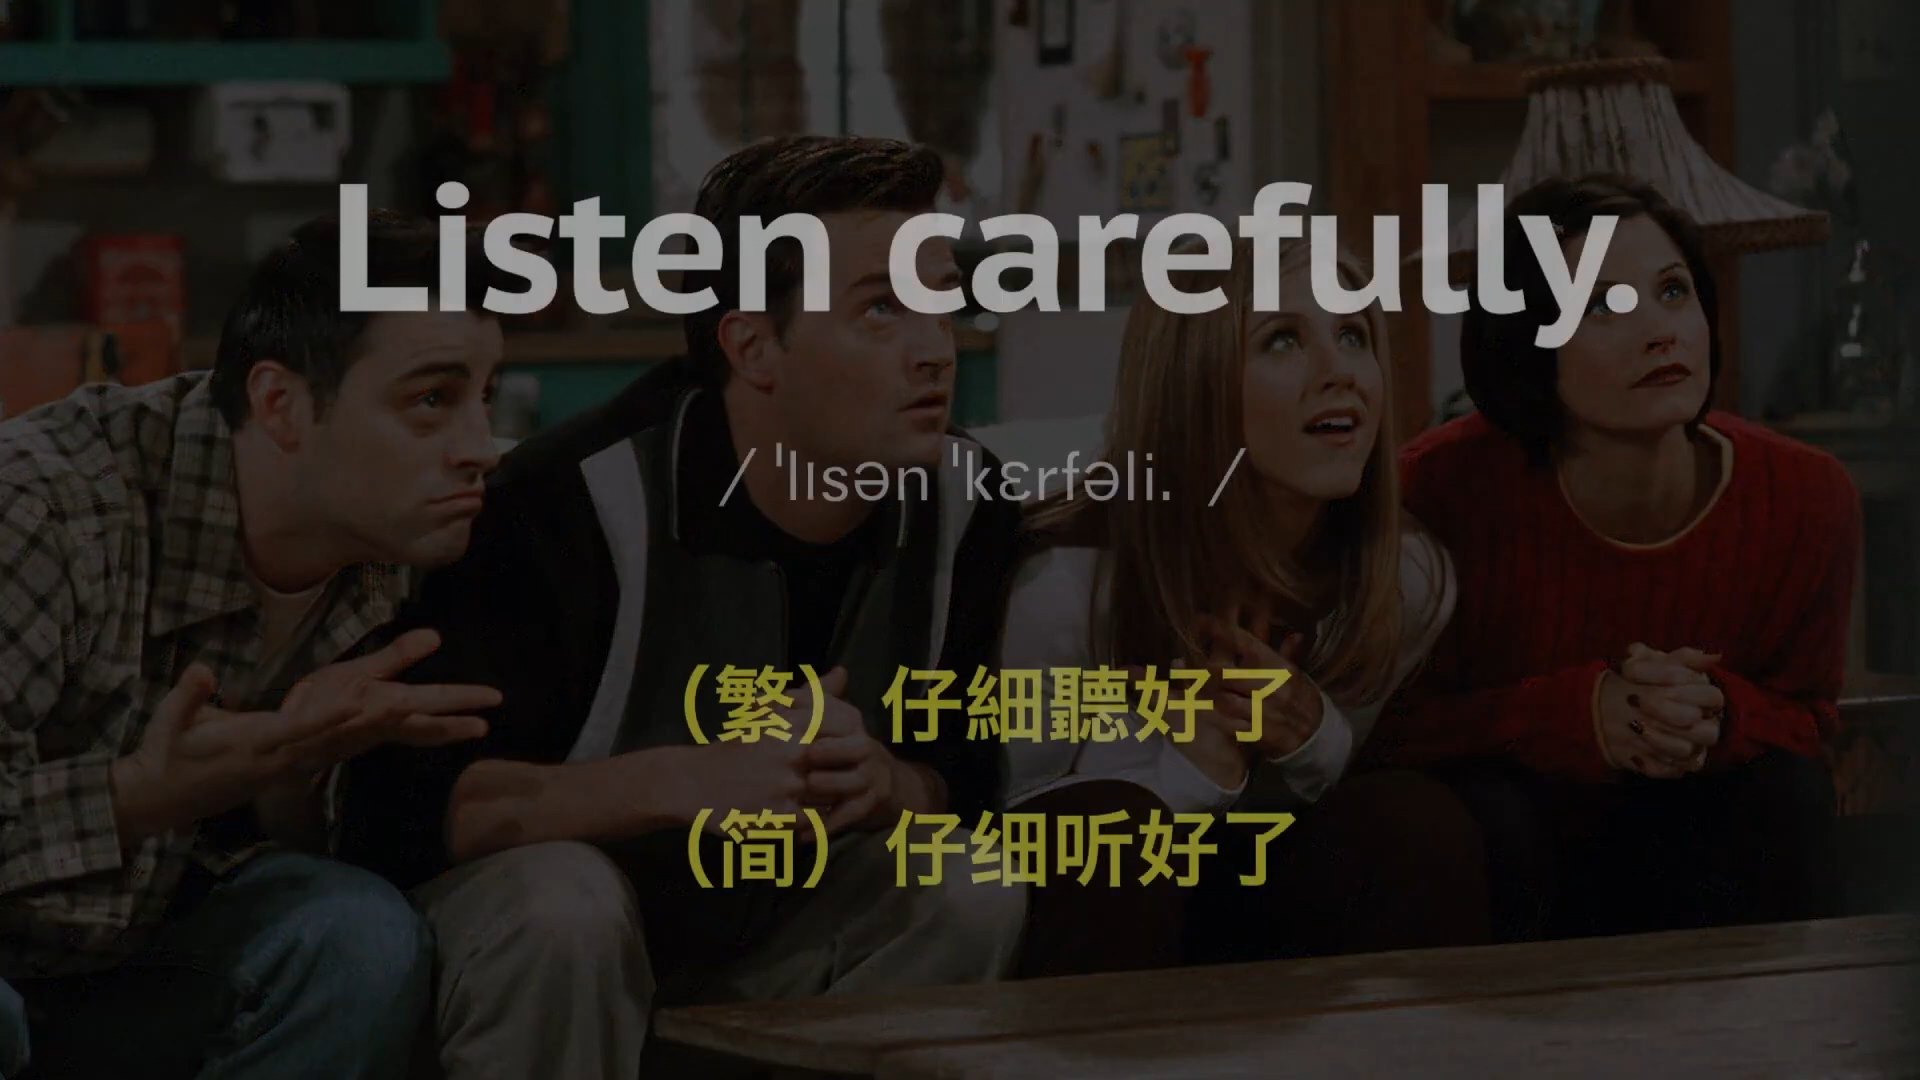 Listen carefully.
/ ˈlɪsən ˈkɛrfəli. /
（繁）仔細聽好了
（简）仔细听好了